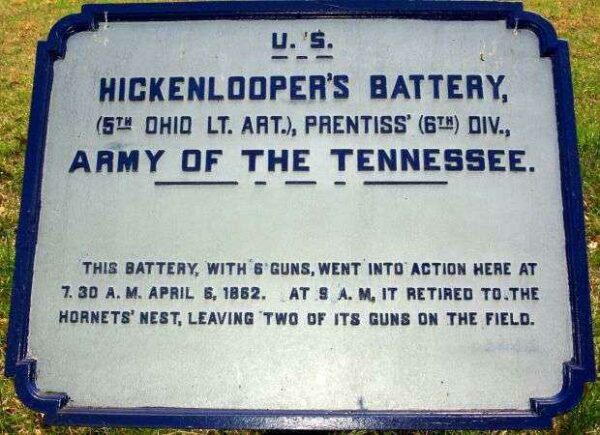 U. S.
HICKENLOOPER'S BATTERY,
(5TH OHIO LT. ART.), PRENTISS' (6TH) DIV.,
ARMY OF THE TENNESSEE.
THIS BATTERY, WITH 6 GUNS, WENT INTO ACTION HERE AT
7.30 A. M. APRIL 6, 1862. AT 9 A. M, IT RETIRED TO THE
HORNETS' NEST, LEAVING TWO OF ITS GUNS ON THE FIELD.